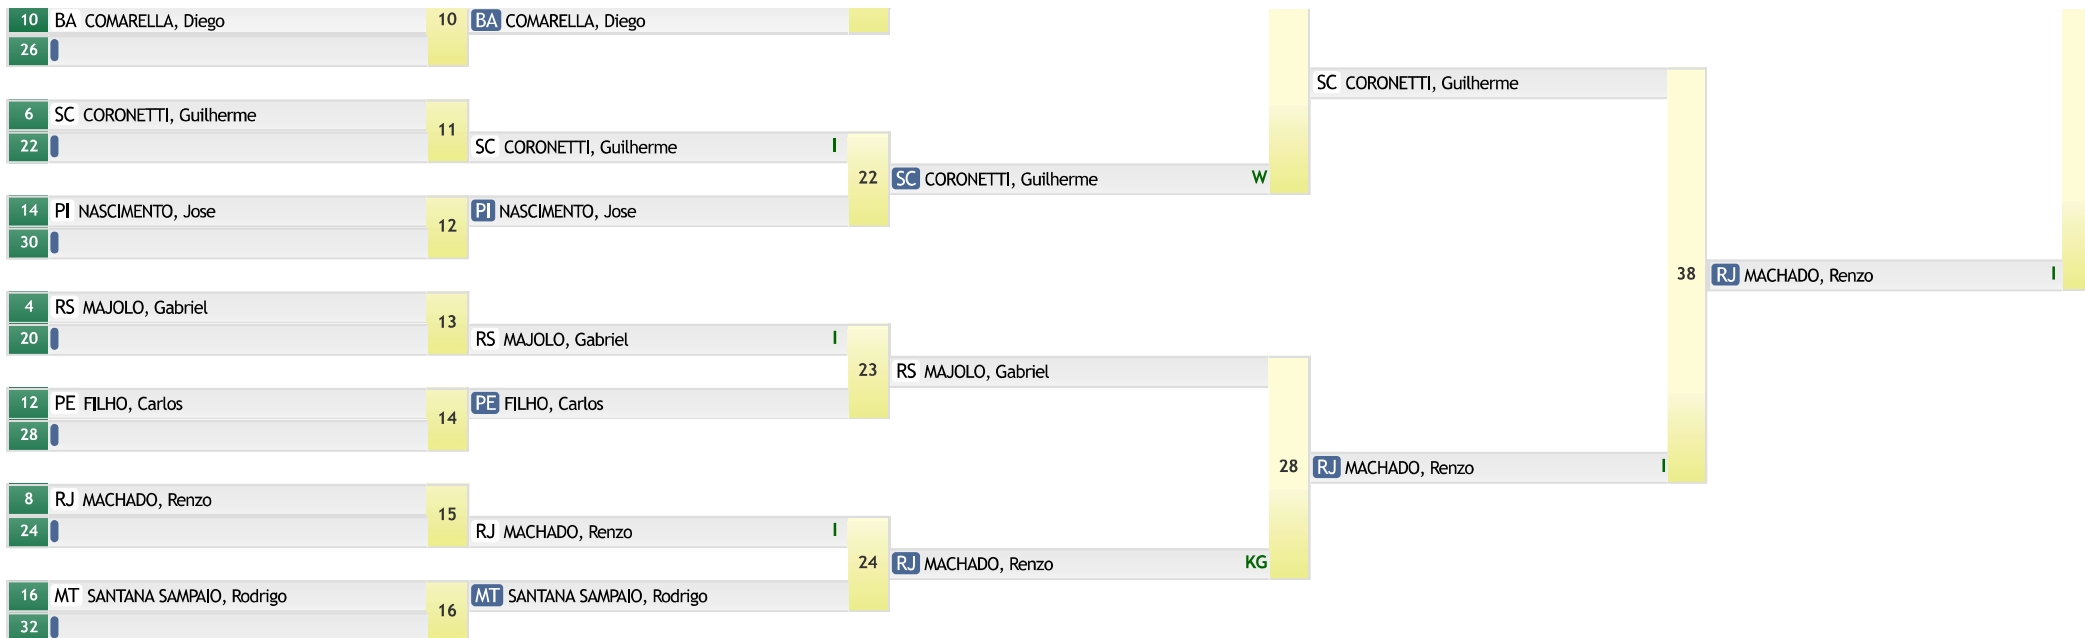 10 BA COMARELLA, Diego 10 BA COMARELLA, Diego
26
SC CORONETTI, Guilherme
6 SC CORONETTI, Guilherme
11
22 SC CORONETTI, Guilherme I
22 SC CORONETTI, Guilherme W
14 PI NASCIMENTO, Jose PI NASCIMENTO, Jose
12
30
38 RJ MACHADO, Renzo I
4 RS MAJOLO, Gabriel
13
20 RS MAJOLO, Gabriel I
23 RS MAJOLO, Gabriel
12 PE FILHO, Carlos PE FILHO, Carlos
14
28
28 RJ MACHADO, Renzo I
8 RJ MACHADO, Renzo
15
24 RJ MACHADO, Renzo I
24 RJ MACHADO, Renzo KG
16 MT SANTANA SAMPAIO, Rodrigo MT SANTANA SAMPAIO, Rodrigo
16
32